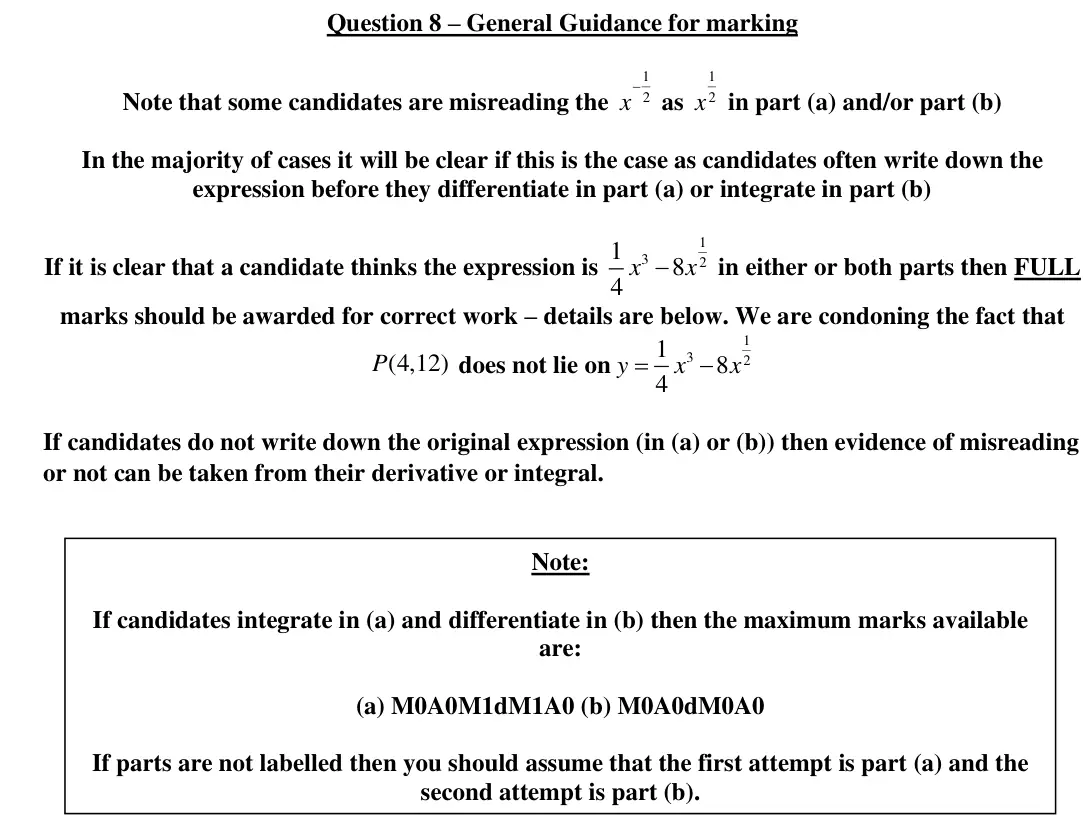 Question 8 – General Guidance for marking
Note that some candidates are misreading the $x^{-\frac{1}{2}}$ as $x^{\frac{1}{2}}$ in part (a) and/or part (b)
In the majority of cases it will be clear if this is the case as candidates often write down the
expression before they differentiate in part (a) or integrate in part (b)
If it is clear that a candidate thinks the expression is $\frac{1}{4}x^3 - 8x^{\frac{1}{2}}$ in either or both parts then FULL
marks should be awarded for correct work – details are below. We are condoning the fact that
$P(4,12)$ does not lie on $y = \frac{1}{4}x^3 - 8x^{\frac{1}{2}}$
If candidates do not write down the original expression (in (a) or (b)) then evidence of misreading
or not can be taken from their derivative or integral.
Note:
If candidates integrate in (a) and differentiate in (b) then the maximum marks available
are:
(a) M0A0M1dM1A0 (b) M0A0dM0A0
If parts are not labelled then you should assume that the first attempt is part (a) and the
second attempt is part (b).